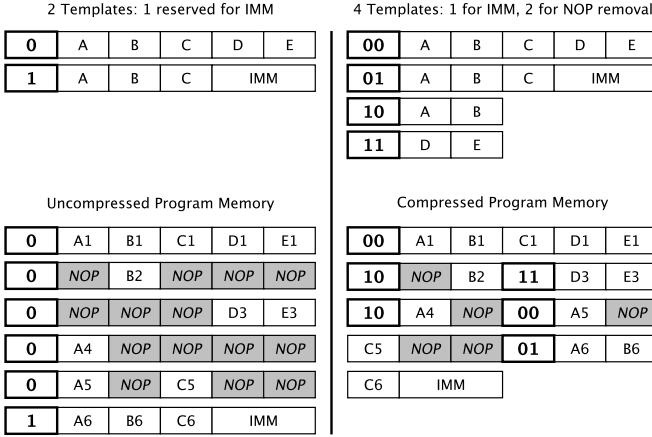 2 Templates: 1 reserved for IMM
0 A B C D E
1 A B C IMM
Uncompressed Program Memory
0 A1 B1 C1 D1 E1
0 NOP B2 NOP NOP NOP
0 NOP NOP NOP D3 E3
0 A4 NOP NOP NOP NOP
0 A5 NOP C5 NOP NOP
1 A6 B6 C6 IMM
4 Templates: 1 for IMM, 2 for NOP removal
00 A B C D E
01 A B C IMM
10 A B
11 D E
Compressed Program Memory
00 A1 B1 C1 D1 E1
10 NOP B2 11 D3 E3
10 A4 NOP 00 A5 NOP
C5 NOP NOP 01 A6 B6
C6 IMM